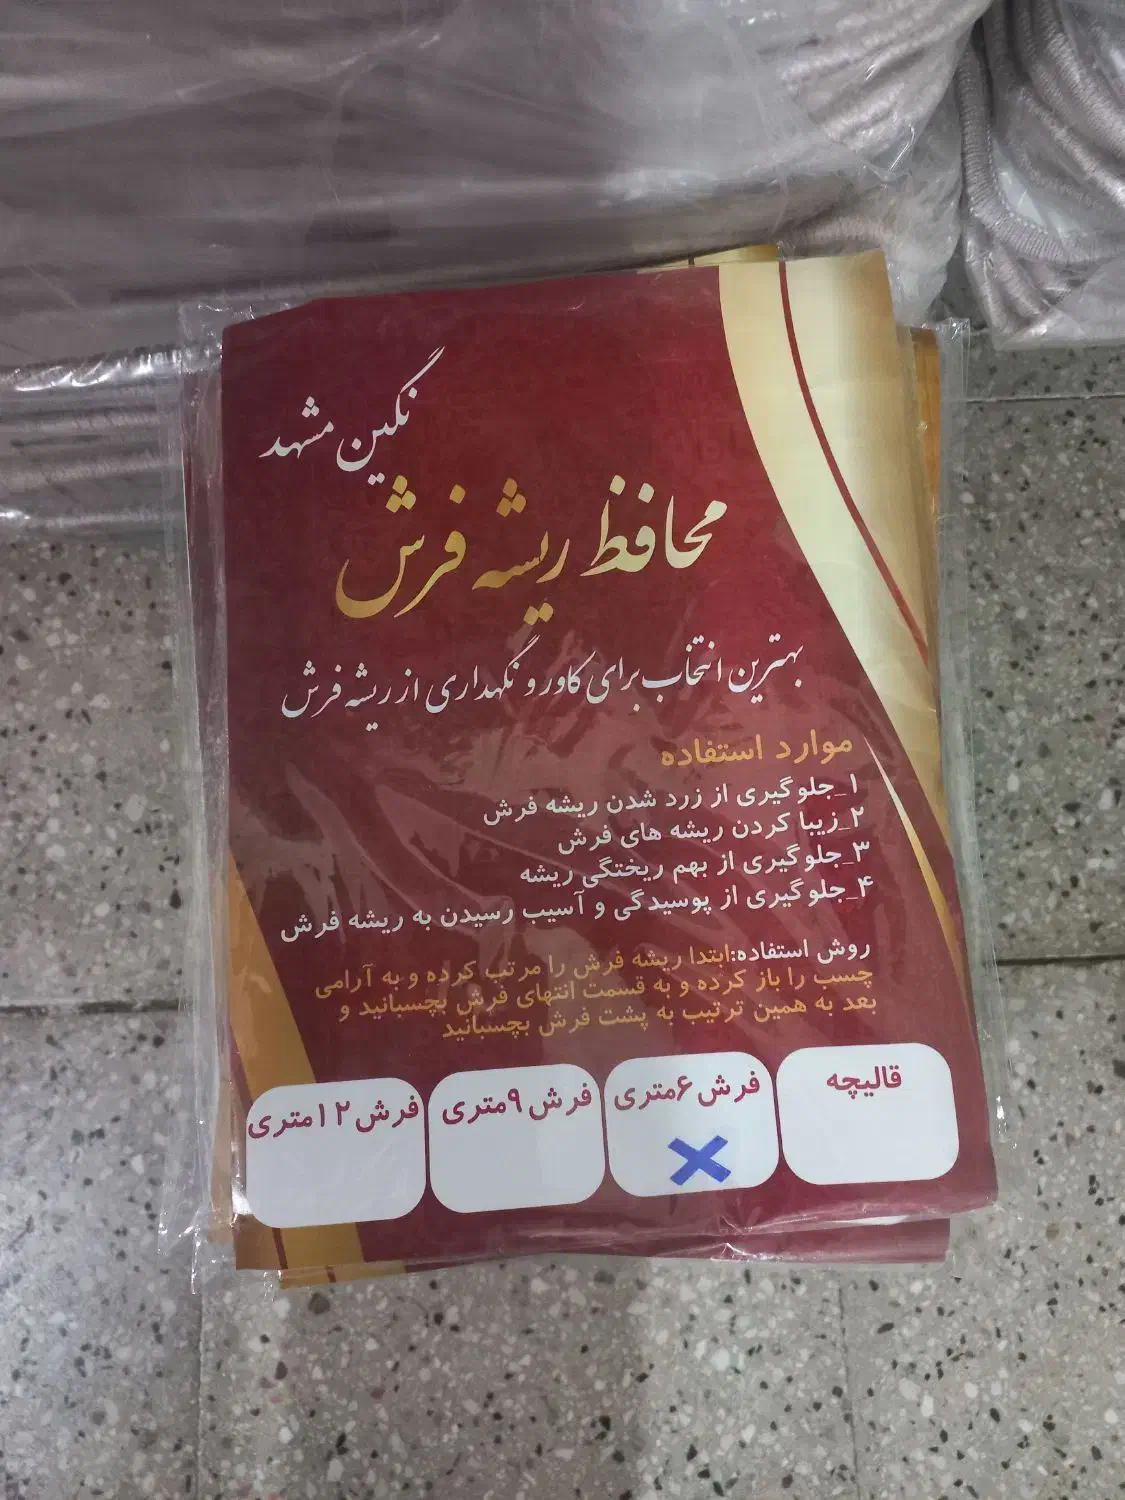 نگین مشهد
محافظ ریشه فرش
بهترین انتخاب برای کاور و نگهداری از ریشه فرش
موارد استفاده
۱_جلوگیری از زرد شدن ریشه فرش
۲_زیبا کردن ریشه های فرش
۳_جلوگیری از بهم ریختگی ریشه
۴_جلوگیری از پوسیدگی و آسیب رسیدن به ریشه فرش
روش استفاده:ابتدا ریشه فرش را مرتب کرده و به آرامی
چسب را باز کرده و به قسمت انتهای فرش بچسبانید و
بعد به همین ترتیب به پشت فرش بچسبانید
قالیچه
فرش ۶متری
فرش ۹متری
فرش ۱۲متری